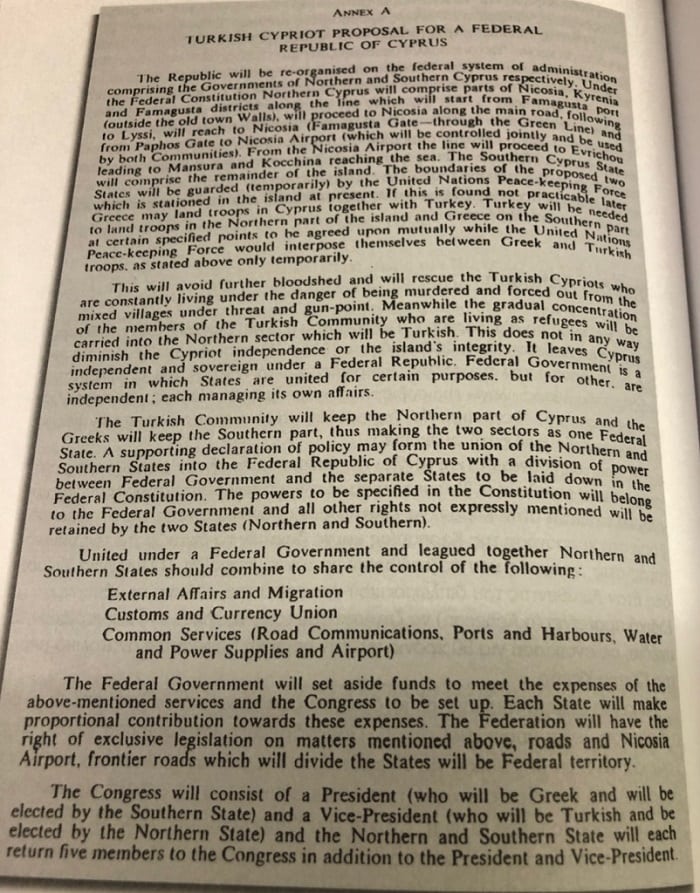 ANNEX A
TURKISH CYPRIOT PROPOSAL FOR A FEDERAL
REPUBLIC OF CYPRUS
The Republic will be re-organised on the federal system of administration
comprising the Governments of Northern and Southern Cyprus respectively. Under
the Federal Constitution Northern Cyprus will comprise parts of Nicosia, Kyrenia
and Famagusta districts along the line which will start from Famagusta port
(outside the old town Walls), will proceed to Nicosia along the main road, following
to Lyssi, will reach to Nicosia (Famagusta Gate—through the Green Line) and
from Paphos Gate to Nicosia Airport (which will be controlled jointly and be used
by both Communities). From the Nicosia Airport the line will proceed to Evrichou
leading to Mansura and Kocchina reaching the sea. The Southern Cyprus State
will comprise the remainder of the island. The boundaries of the proposed two
States will be guarded (temporarily) by the United Nations Peace-keeping Force
which is stationed in the island at present. If this is found not practicable later
Greece may land troops in Cyprus together with Turkey. Turkey will be needed
to land troops in the Northern part of the island and Greece on the Southern part
at certain specified points to be agreed upon mutually while the United Nations
Peace-keeping Force would interpose themselves between Greek and Turkish
troops, as stated above only temporarily.
This will avoid further bloodshed and will rescue the Turkish Cypriots who
are constantly living under the danger of being murdered and forced out from the
mixed villages under threat and gun-point. Meanwhile the gradual concentration
of the members of the Turkish Community who are living as refugees will be
carried into the Northern sector which will be Turkish. This does not in any way
diminish the Cypriot independence or the island's integrity. It leaves Cyprus
independent and sovereign under a Federal Republic. Federal Government is a
system in which States are united for certain purposes. but for other, are
independent; each managing its own affairs.
The Turkish Community will keep the Northern part of Cyprus and the
Greeks will keep the Southern part, thus making the two sectors as one Federal
State. A supporting declaration of policy may form the union of the Northern and
Southern States into the Federal Republic of Cyprus with a division of power
between Federal Government and the separate States to be laid down in the
Federal Constitution. The powers to be specified in the Constitution will belong
to the Federal Government and all other rights not expressly mentioned will be
retained by the two States (Northern and Southern).
United under a Federal Government and leagued together Northern and
Southern States should combine to share the control of the following:
External Affairs and Migration
Customs and Currency Union
Common Services (Road Communications, Ports and Harbours, Water
and Power Supplies and Airport)
The Federal Government will set aside funds to meet the expenses of the
above-mentioned services and the Congress to be set up. Each State will make
proportional contribution towards these expenses. The Federation will have the
right of exclusive legislation on matters mentioned above, roads and Nicosia
Airport, frontier roads which will divide the States will be Federal territory.
The Congress will consist of a President (who will be Greek and will be
elected by the Southern State) and a Vice-President (who will be Turkish and be
elected by the Northern State) and the Northern and Southern State will each
return five members to the Congress in addition to the President and Vice-President.